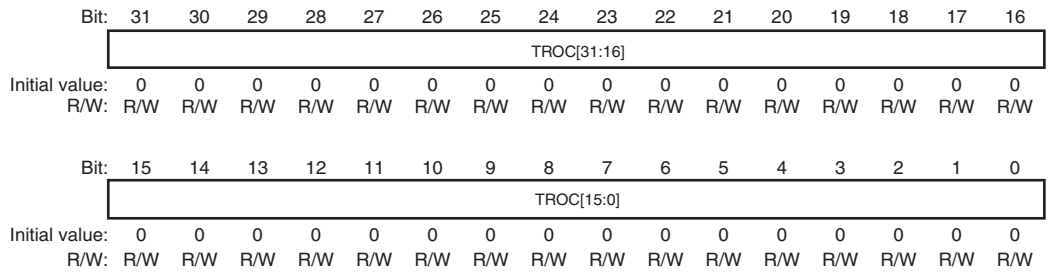 Bit: 31 30 29 28 27 26 25 24 23 22 21 20 19 18 17 16
TROC[31:16]
Initial value: 0 0 0 0 0 0 0 0 0 0 0 0 0 0 0 0
R/W: R/W R/W R/W R/W R/W R/W R/W R/W R/W R/W R/W R/W R/W R/W R/W R/W
Bit: 15 14 13 12 11 10 9 8 7 6 5 4 3 2 1 0
TROC[15:0]
Initial value: 0 0 0 0 0 0 0 0 0 0 0 0 0 0 0 0
R/W: R/W R/W R/W R/W R/W R/W R/W R/W R/W R/W R/W R/W R/W R/W R/W R/W